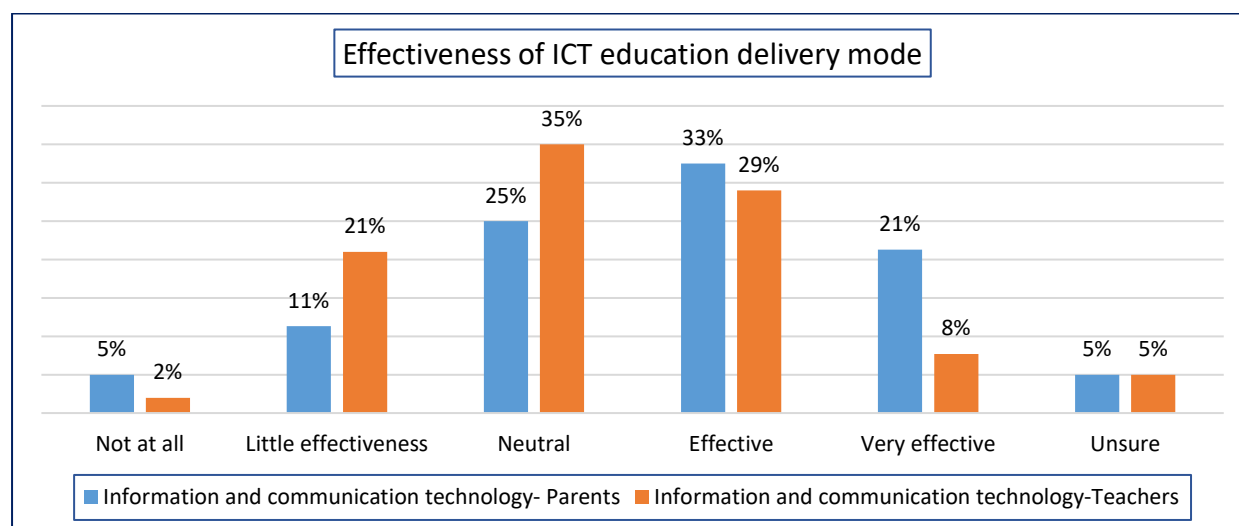 Effectiveness of ICT education delivery mode
35%
33%
29%
25%
21%
21%
11%
8%
5%
2%
5%
5%
Not at all
Little effectiveness
Neutral
Effective
Very effective
Unsure
Information and communication technology- Parents
Information and communication technology-Teachers